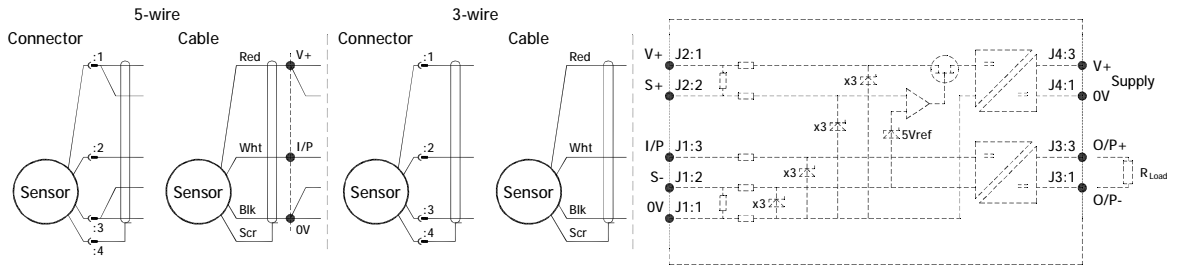 5-wire
3-wire
Connector
Cable
Connector
Cable
:1
:2
:3
:4
Sensor
Red
Wht
Blk
Scr
Sensor
V+
I/P
0V
:1
:2
:3
:4
Sensor
Red
Wht
Blk
Scr
Sensor
V+ J2:1
S+ J2:2
I/P J1:3
S- J1:2
0V J1:1
x3
x3
x3
x3
5Vref
J4:3 V+
Supply
J4:1 0V
J3:3 O/P+
RLoad
J3:1
O/P-